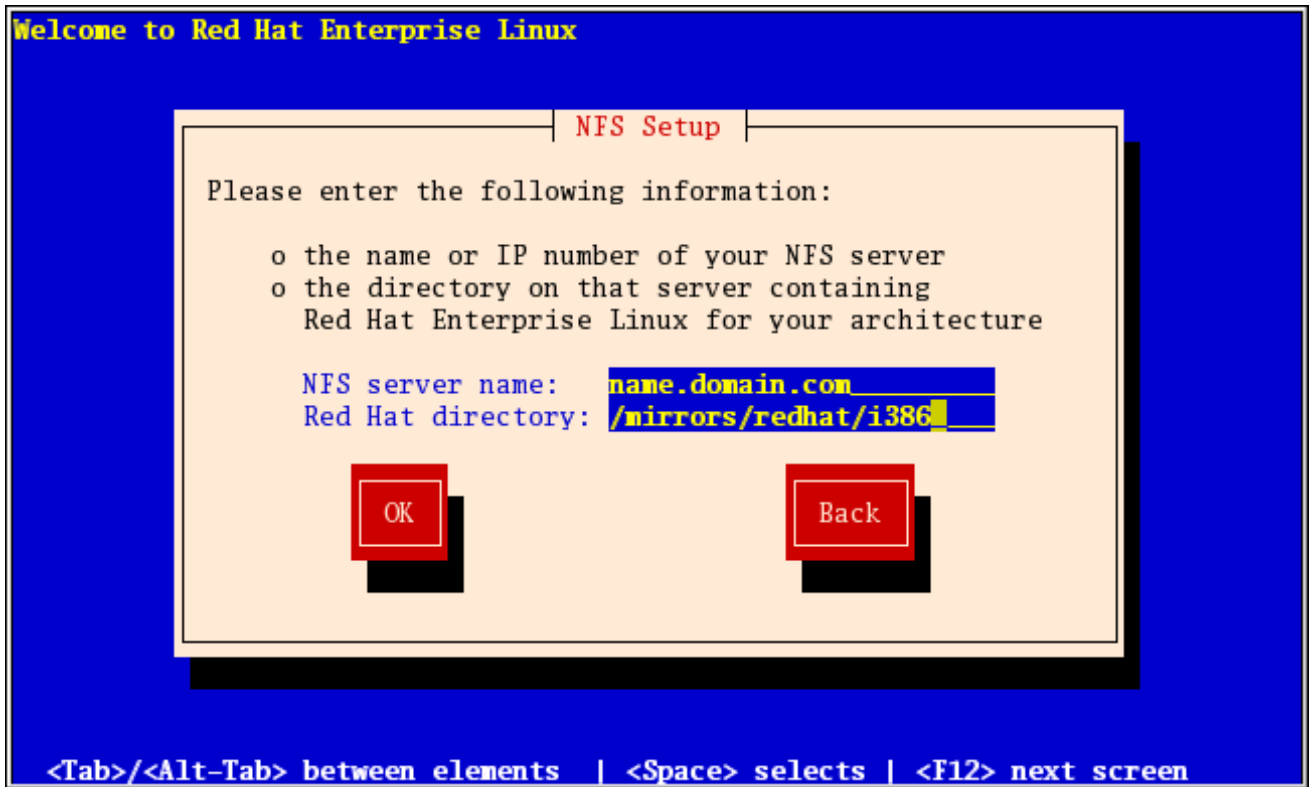 Welcome to Red Hat Enterprise Linux
NFS Setup
Please enter the following information:
o the name or IP number of your NFS server
o the directory on that server containing
Red Hat Enterprise Linux for your architecture
NFS server name: name.domain.com_________
Red Hat directory: /mirrors/redhat/i386____
OK Back
<Tab>/<Alt-Tab> between elements | <Space> selects | <F12> next screen